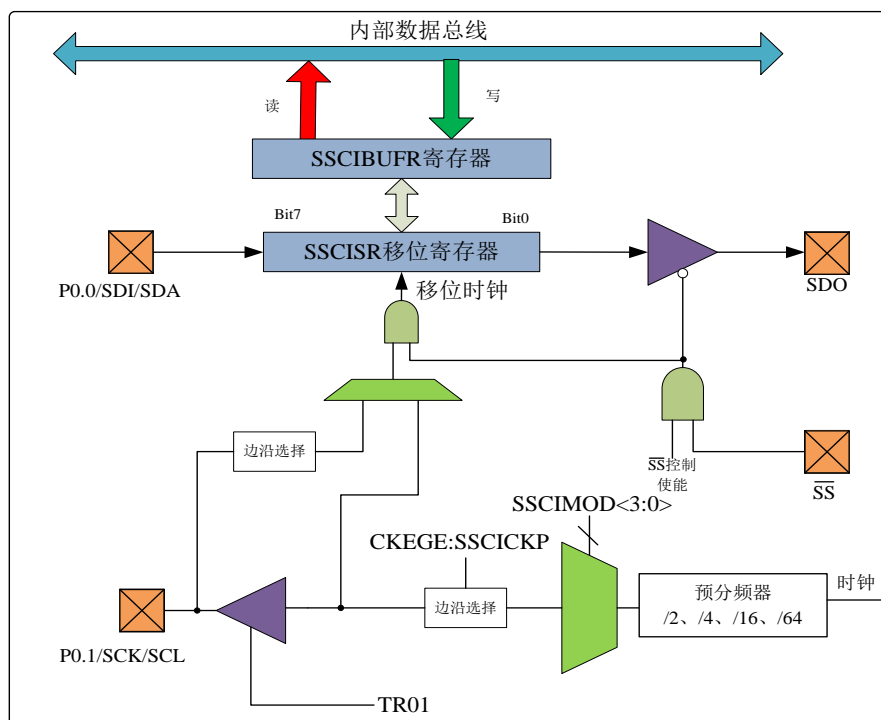 内部数据总线
读
写
SSCIBUFR寄存器
Bit7
Bit0
SSCISR移位寄存器
P0.0/SDI/SDA
移位时钟
SDO
边沿选择
SS控制
使能
SS
SSCIMOD<3:0>
CKEGE:SSCICKP
边沿选择
预分频器
/2、/4、/16、/64
时钟
P0.1/SCK/SCL
TR01